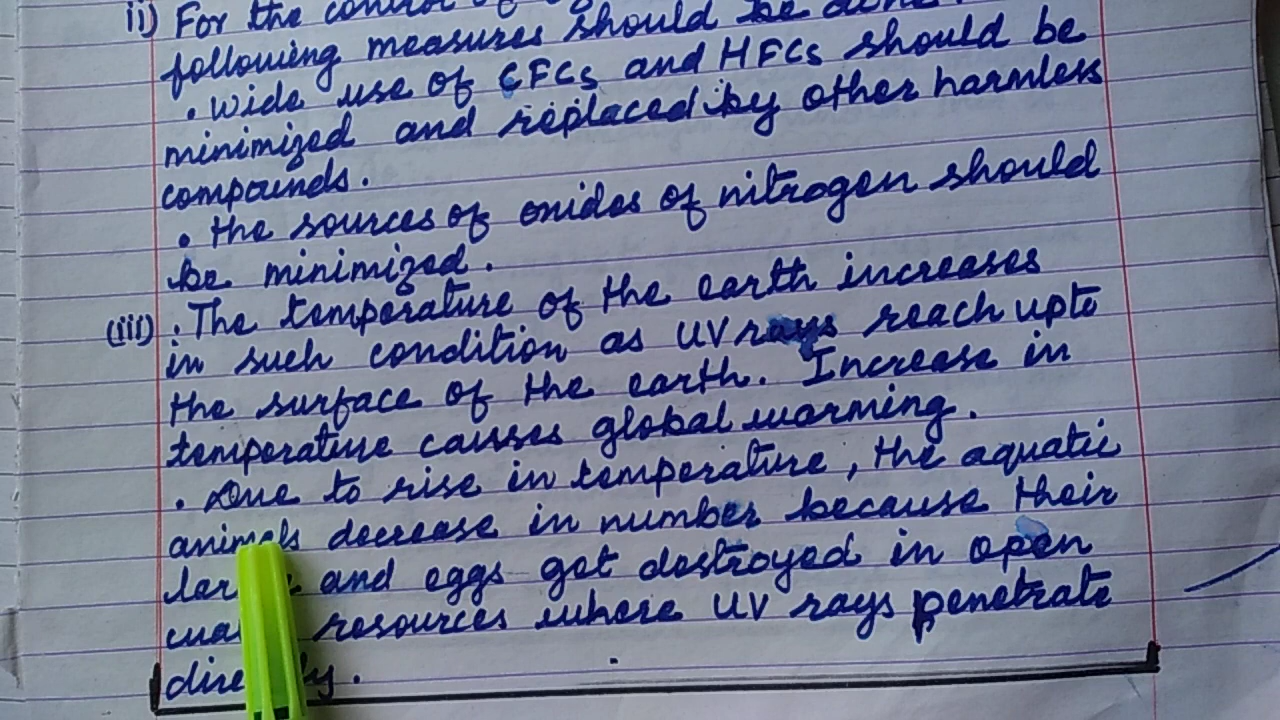 ii) For the control of
following measures should be done
• Wide use of CFCs and HFCs should be
minimized and replaced by other harmless
compounds.
• the sources of oxides of nitrogen should
be minimized.
(iii) • The temperature of the earth increases
in such condition as UV rays reach upto
the surface of the earth. Increase in
temperature causes global warming.
• Due to rise in temperature, the aquatic
animals decrease in number because their
and eggs get destroyed in open
resources where UV rays penetrate